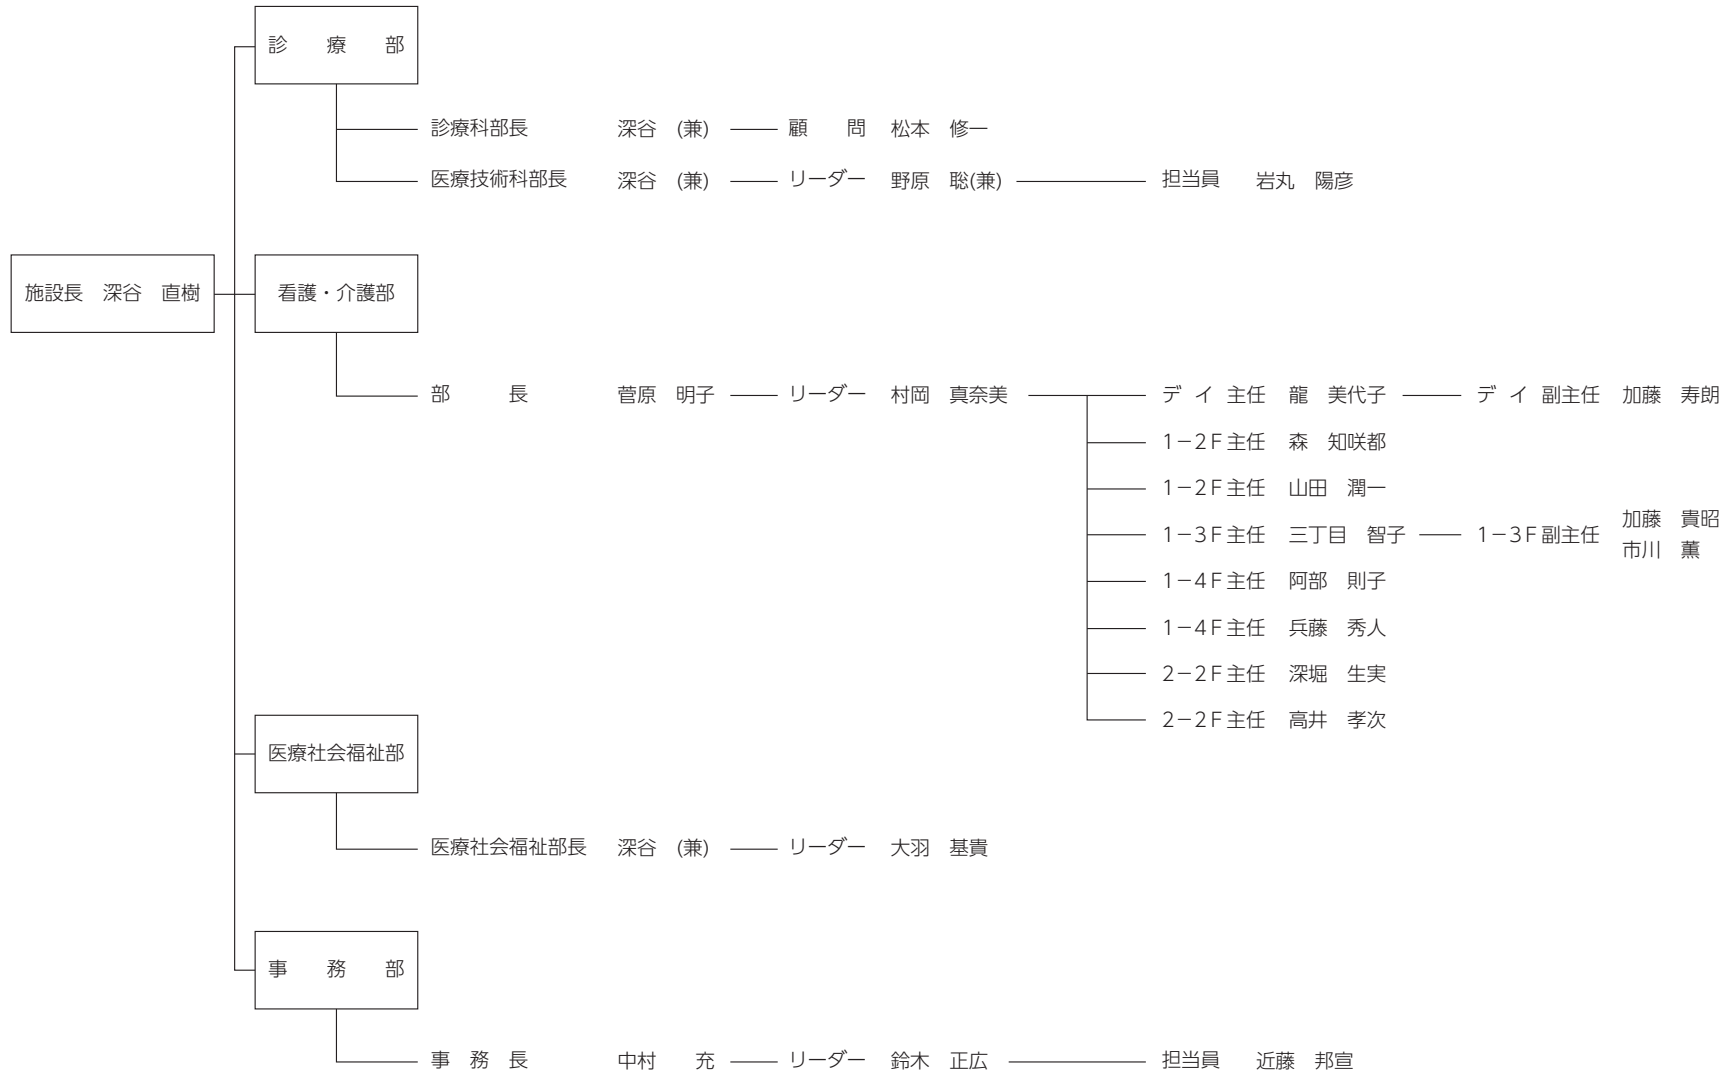 診　療　部
診療科部長　深谷　(兼)　顧　問　松本　修一
医療技術科部長　深谷　(兼)　リーダー　野原　聡(兼)　担当員　岩丸　陽彦
施設長　深谷　直樹　看護・介護部
部　長　菅原　明子　リーダー　村岡　真奈美　デイ主任　龍　美代子　デイ副主任　加藤　寿朗
1－2F主任　森　知咲都
1－2F主任　山田　潤一
1－3F主任　三丁目　智子　1－3F副主任　加藤　貴昭
市川　薫
1－4F主任　阿部　則子
1－4F主任　兵藤　秀人
2－2F主任　深堀　生実
2－2F主任　高井　孝次
医療社会福祉部
医療社会福祉部長　深谷　(兼)　リーダー　大羽　基貴
事　務　部
事　務　長　中村　充　リーダー　鈴木　正広　担当員　近藤　邦宣